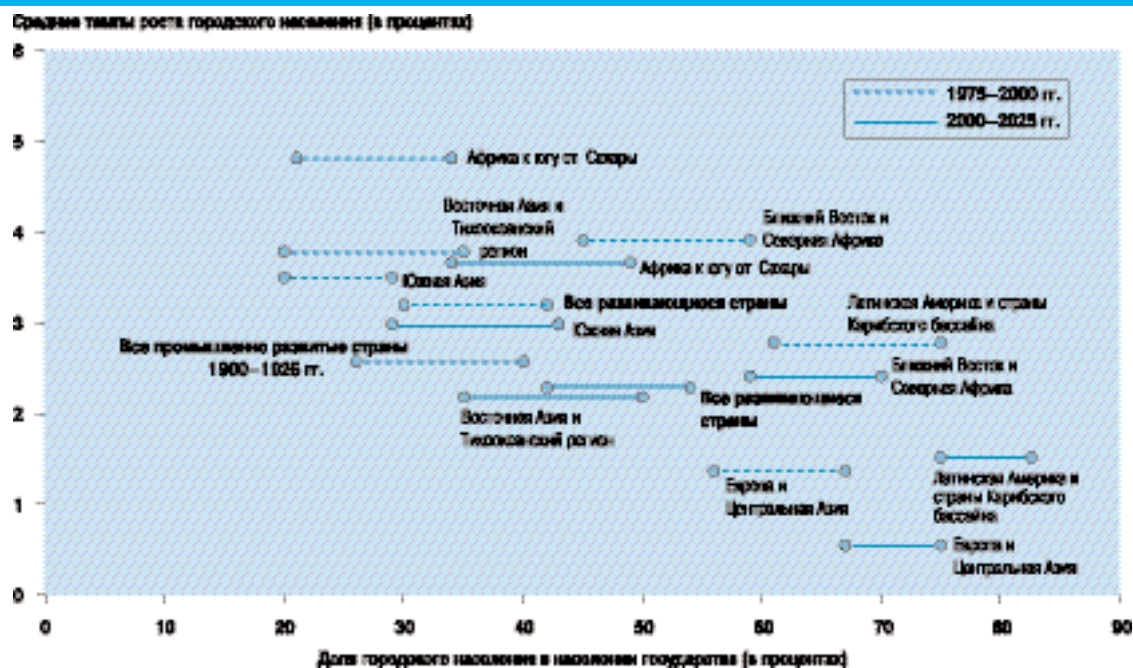 Средние темпы роста городского населения (в процентах)
6
1975–2000 гг.
2000–2025 гг.
5
Африка к югу от Сахары
Восточная Азия и
Тихоокеанский
регион
Ближний Восток и
Северная Африка
4
Африка к югу от Сахары
Южная Азия
Все развивающиеся страны
Латинская Америка и страны
Карибского бассейна
3
Южная Азия
Все промышленно развитые страны
1900–1925 гг.
Ближний Восток и
Северная Африка
Все развивающиеся
страны
2
Восточная Азия и
Тихоокеанский регион
Европа и
Центральная Азия
Латинская Америка и
страны Карибского
бассейна
1
Европа и
Центральная Азия
0
0 10 20 30 40 50 60 70 80 90
Доля городского населения в населении государства (в процентах)